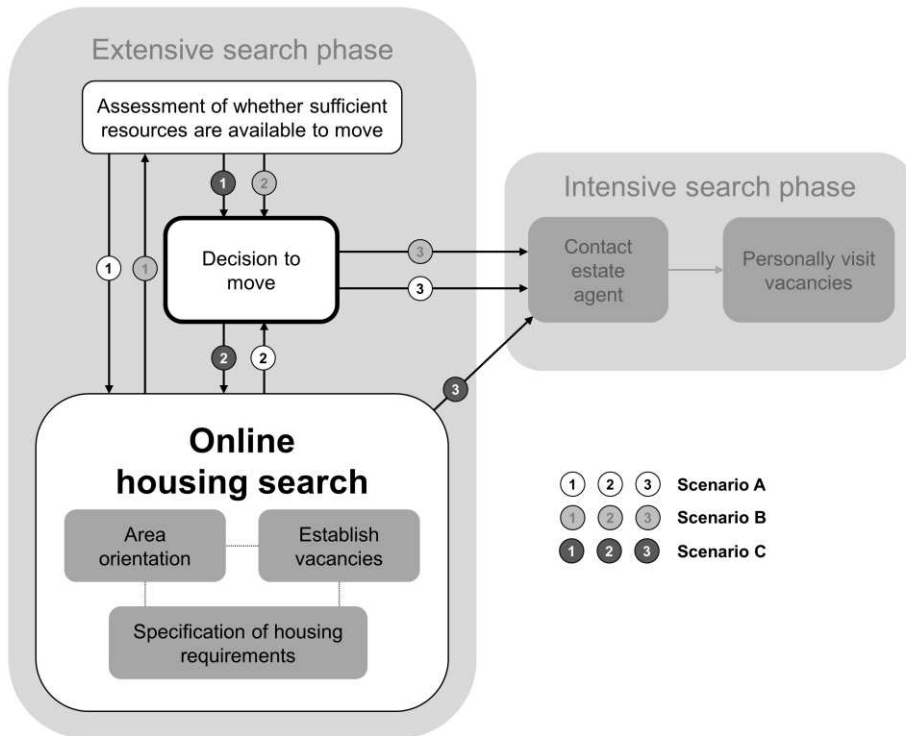 Extensive search phase
Assessment of whether sufficient
resources are available to move
1
2
Intensive search phase
Decision to
move
3
Contact
estate
agent
Personally visit
vacancies
1
1
3
2
2
3
Online
housing search
Area
orientation
Establish
vacancies
Specification of housing
requirements
1 2 3 Scenario A
1 2 3 Scenario B
1 2 3 Scenario C